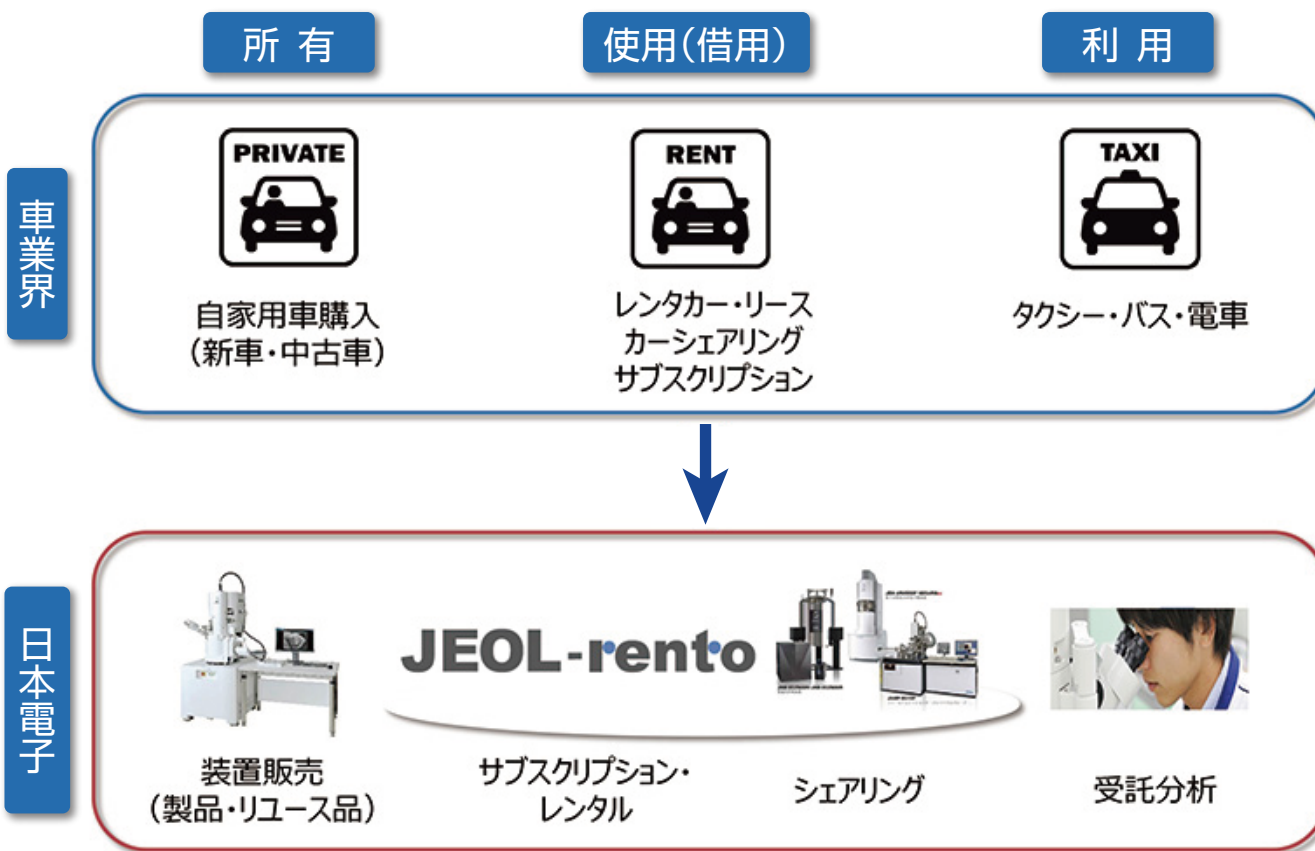 所 有
使用(借用)
利 用
車業界
PRIVATE
RENT
TAXI
自家用車購入
(新車・中古車)
レンタカー・リース
カーシェアリング
サブスクリプション
タクシー・バス・電車
日本電子
JEOL-rento
装置販売
(製品・リユース品)
サブスクリプション・
レンタル
シェアリング
受託分析